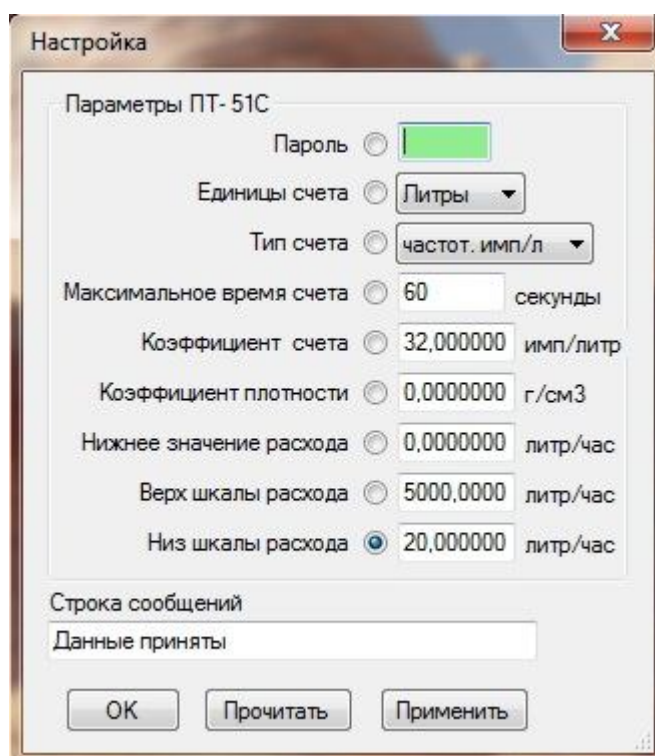 Настройка
Параметры ПТ- 51С
Пароль
Единицы счета Литры
Тип счета частот. имп/л
Максимальное время счета 60 секунды
Коэффициент счета 32,000000 имп/литр
Коэффициент плотности 0,0000000 г/см3
Нижнее значение расхода 0,0000000 литр/час
Верх шкалы расхода 5000,0000 литр/час
Низ шкалы расхода 20,000000 литр/час
Строка сообщений
Данные приняты
OK Прочитать Применить